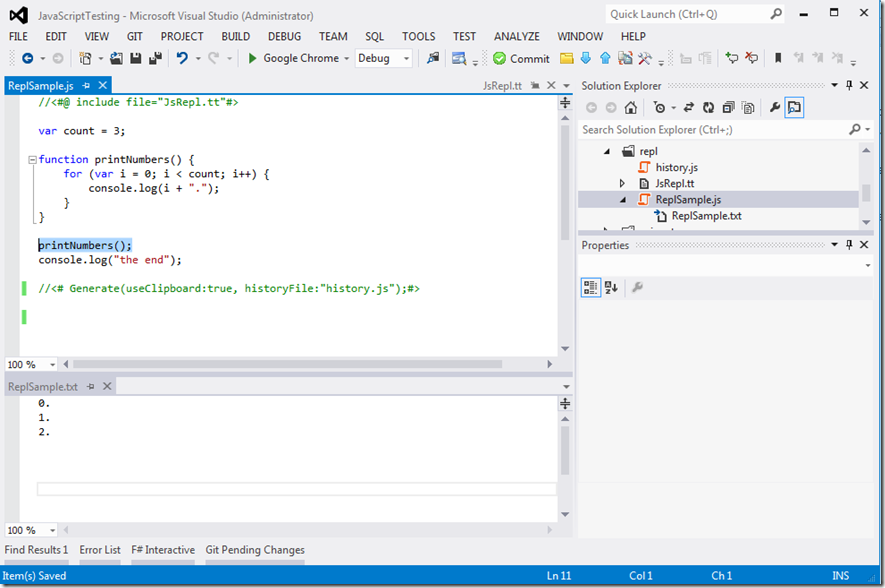 JavaScriptTesting - Microsoft Visual Studio (Administrator)
Quick Launch (Ctrl+Q)
FILE EDIT VIEW GIT PROJECT BUILD DEBUG TEAM SQL TOOLS TEST ANALYZE WINDOW HELP
Google Chrome Debug Commit
ReplSample.js JsRepl.tt
//<#@ include file="JsRepl.tt"#>
var count = 3;
function printNumbers() {
for (var i = 0; i < count; i++) {
console.log(i + ".");
}
}
printNumbers();
console.log("the end");
//<# Generate(useClipboard:true, historyFile:"history.js");#>
100 %
ReplSample.txt
0.
1.
2.
100 %
Solution Explorer
Search Solution Explorer (Ctrl+;)
repl
history.js
JsRepl.tt
ReplSample.js
ReplSample.txt
Properties
Find Results 1 Error List F# Interactive Git Pending Changes
Item(s) Saved Ln 11 Col 1 Ch 1 INS